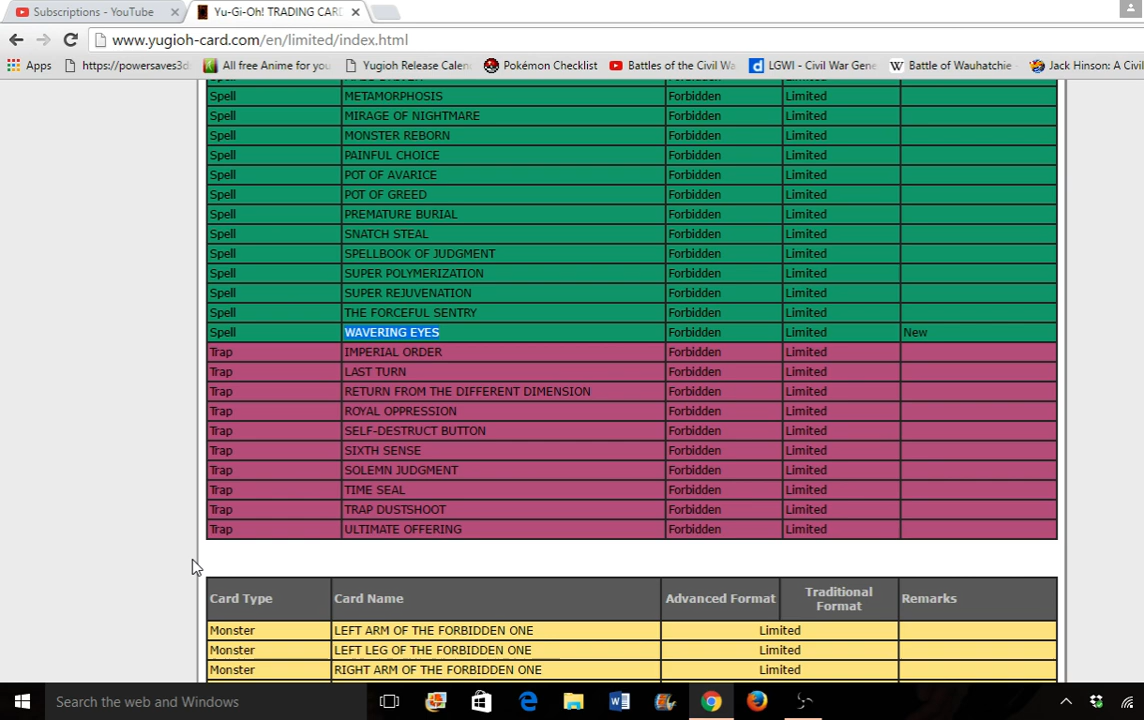 Subscriptions - YouTube
Yu-Gi-Oh! TRADING CARD
www.yugioh-card.com/en/limited/index.html
Apps https://powersaves3d All free Anime for you Yugioh Release Calen Pokémon Checklist Battles of the Civil Wa LGWI - Civil War Gene Battle of Wauhatchie Jack Hinson: A Civil
Spell METAMORPHOSIS Forbidden Limited
Spell MIRAGE OF NIGHTMARE Forbidden Limited
Spell MONSTER REBORN Forbidden Limited
Spell PAINFUL CHOICE Forbidden Limited
Spell POT OF AVARICE Forbidden Limited
Spell POT OF GREED Forbidden Limited
Spell PREMATURE BURIAL Forbidden Limited
Spell SNATCH STEAL Forbidden Limited
Spell SPELLBOOK OF JUDGMENT Forbidden Limited
Spell SUPER POLYMERIZATION Forbidden Limited
Spell SUPER REJUVENATION Forbidden Limited
Spell THE FORCEFUL SENTRY Forbidden Limited
Spell WAVERING EYES Forbidden Limited New
Trap IMPERIAL ORDER Forbidden Limited
Trap LAST TURN Forbidden Limited
Trap RETURN FROM THE DIFFERENT DIMENSION Forbidden Limited
Trap ROYAL OPPRESSION Forbidden Limited
Trap SELF-DESTRUCT BUTTON Forbidden Limited
Trap SIXTH SENSE Forbidden Limited
Trap SOLEMN JUDGMENT Forbidden Limited
Trap TIME SEAL Forbidden Limited
Trap TRAP DUSTSHOOT Forbidden Limited
Trap ULTIMATE OFFERING Forbidden Limited
Card Type Card Name Advanced Format Traditional Format Remarks
Monster LEFT ARM OF THE FORBIDDEN ONE Limited
Monster LEFT LEG OF THE FORBIDDEN ONE Limited
Monster RIGHT ARM OF THE FORBIDDEN ONE Limited
Search the web and Windows